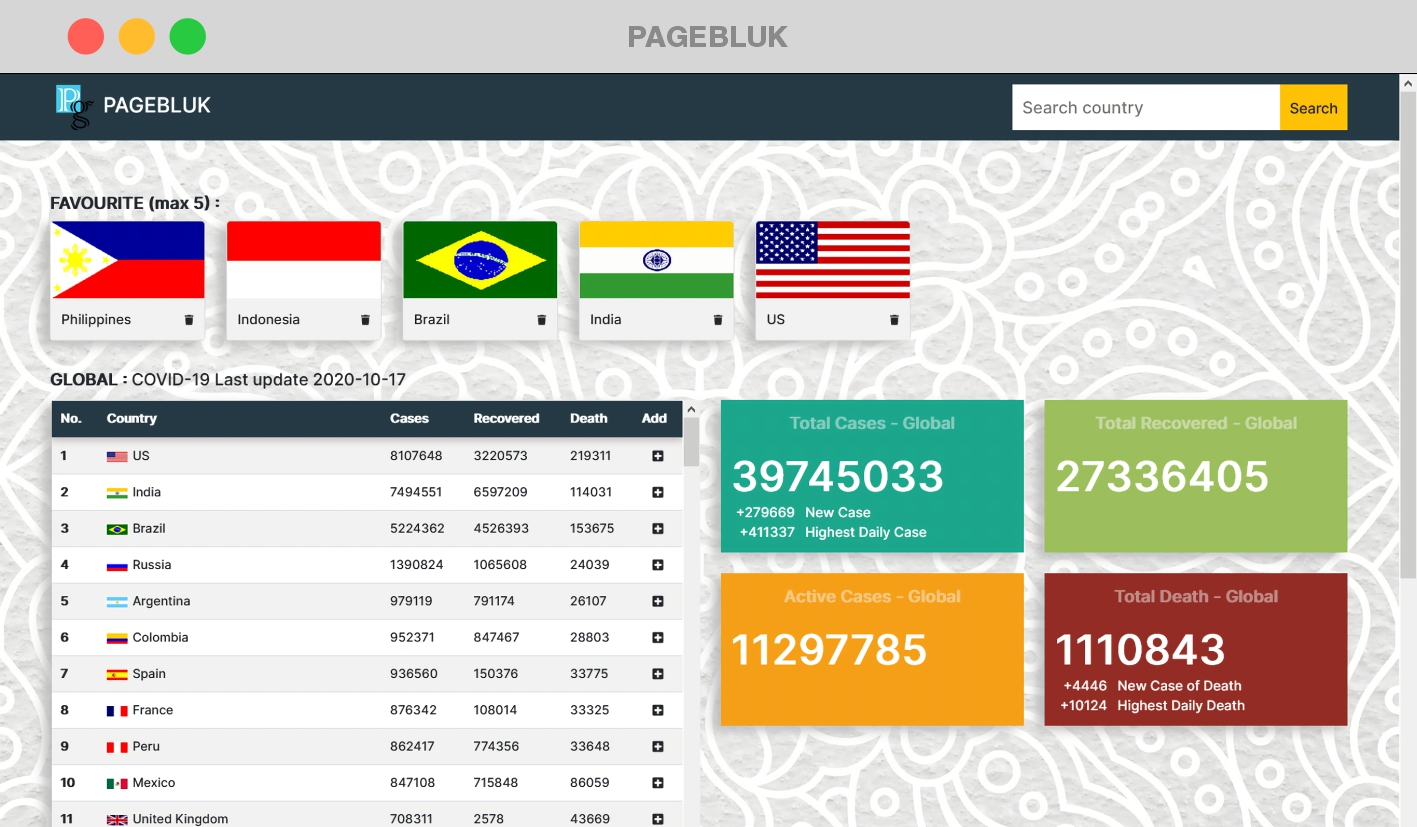 PAGEBLUK
Pg PAGEBLUK
Search country Search
FAVOURITE (max 5) :
Philippines Indonesia Brazil India US
GLOBAL : COVID-19 Last update 2020-10-17
No. Country Cases Recovered Death Add
1 US 8107648 3220573 219311
2 India 7494551 6597209 114031
3 Brazil 5224362 4526393 153675
4 Russia 1390824 1065608 24039
5 Argentina 979119 791174 26107
6 Colombia 952371 847467 28803
7 Spain 936560 150376 33775
8 France 876342 108014 33325
9 Peru 862417 774356 33648
10 Mexico 847108 715848 86059
11 United Kingdom 708311 2578 43669
Total Cases - Global
39745033
+279669 New Case
+411337 Highest Daily Case
Total Recovered - Global
27336405
Active Cases - Global
11297785
Total Death - Global
1110843
+4446 New Case of Death
+10124 Highest Daily Death